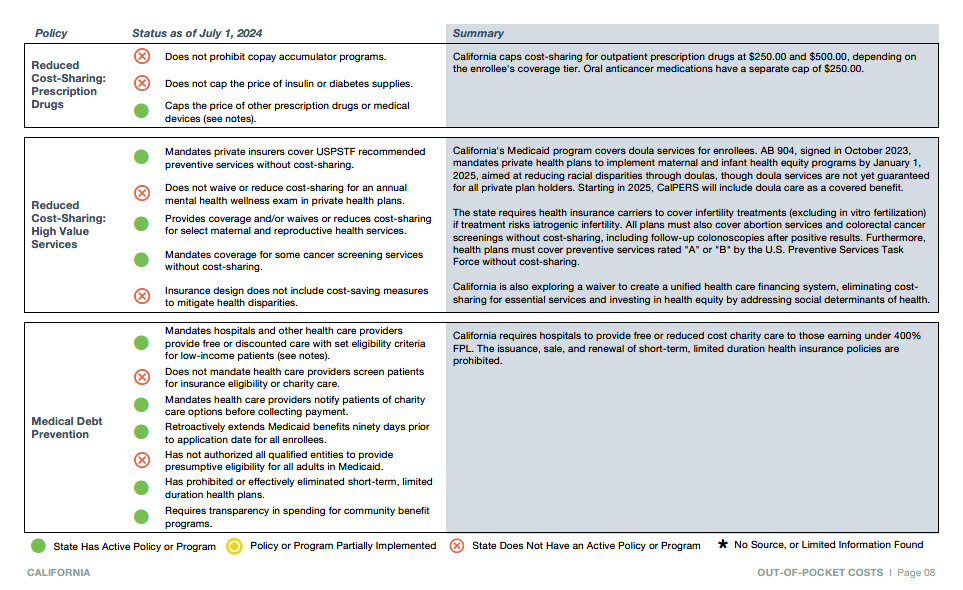 Policy
Status as of July 1, 2024
Summary
Reduced
Cost-Sharing:
Prescription
Drugs
Does not prohibit copay accumulator programs.
Does not cap the price of insulin or diabetes supplies.
Caps the price of other prescription drugs or medical
devices (see notes).
California caps cost-sharing for outpatient prescription drugs at $250.00 and $500.00, depending on
the enrollee's coverage tier. Oral anticancer medications have a separate cap of $250.00.
Reduced
Cost-Sharing:
High Value
Services
Mandates private insurers cover USPSTF recommended
preventive services without cost-sharing.
Does not waive or reduce cost-sharing for an annual
mental health wellness exam in private health plans.
Provides coverage and/or waives or reduces cost-sharing
for select maternal and reproductive health services.
Mandates coverage for some cancer screening services
without cost-sharing.
Insurance design does not include cost-saving measures
to mitigate health disparities.
California's Medicaid program covers doula services for enrollees. AB 904, signed in October 2023,
mandates private health plans to implement maternal and infant health equity programs by January 1,
2025, aimed at reducing racial disparities through doulas, though doula services are not yet guaranteed
for all private plan holders. Starting in 2025, CalPERS will include doula care as a covered benefit.
The state requires health insurance carriers to cover infertility treatments (excluding in vitro fertilization)
if treatment risks iatrogenic infertility. All plans must also cover abortion services and colorectal cancer
screenings without cost-sharing, including follow-up colonoscopies after positive results. Furthermore,
health plans must cover preventive services rated "A" or "B" by the U.S. Preventive Services Task
Force without cost-sharing.
California is also exploring a waiver to create a unified health care financing system, eliminating cost-
sharing for essential services and investing in health equity by addressing social determinants of health.
Medical Debt
Prevention
Mandates hospitals and other health care providers
provide free or discounted care with set eligibility criteria
for low-income patients (see notes).
Does not mandate health care providers screen patients
for insurance eligibility or charity care.
Mandates health care providers notify patients of charity
care options before collecting payment.
Retroactively extends Medicaid benefits ninety days prior
to application date for all enrollees.
Has not authorized all qualified entities to provide
presumptive eligibility for all adults in Medicaid.
Has prohibited or effectively eliminated short-term, limited
duration health plans.
Requires transparency in spending for community benefit
programs.
California requires hospitals to provide free or reduced cost charity care to those earning under 400%
FPL. The issuance, sale, and renewal of short-term, limited duration health insurance policies are
prohibited.
State Has Active Policy or Program
Policy or Program Partially Implemented
State Does Not Have an Active Policy or Program
* No Source, or Limited Information Found
CALIFORNIA
OUT-OF-POCKET COSTS | Page 08